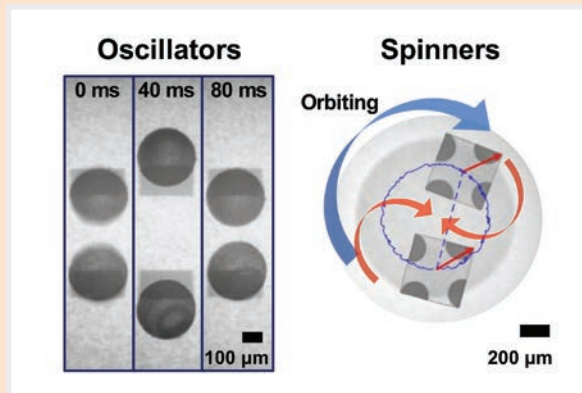 Oscillators
0 ms 40 ms 80 ms
100 µm
Spinners
Orbiting
200 µm